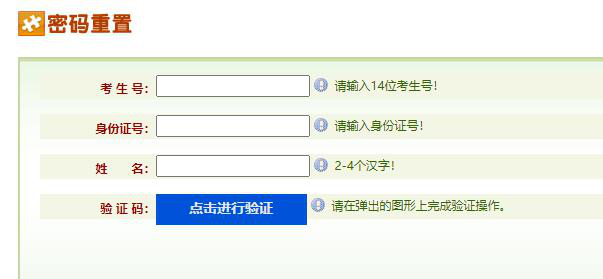 密码重置
考 生 号： 请输入14位考生号！
身份证号： 请输入身份证号！
姓　　名： 2-4个汉字！
验 证 码： 点击进行验证 请在弹出的图形上完成验证操作。